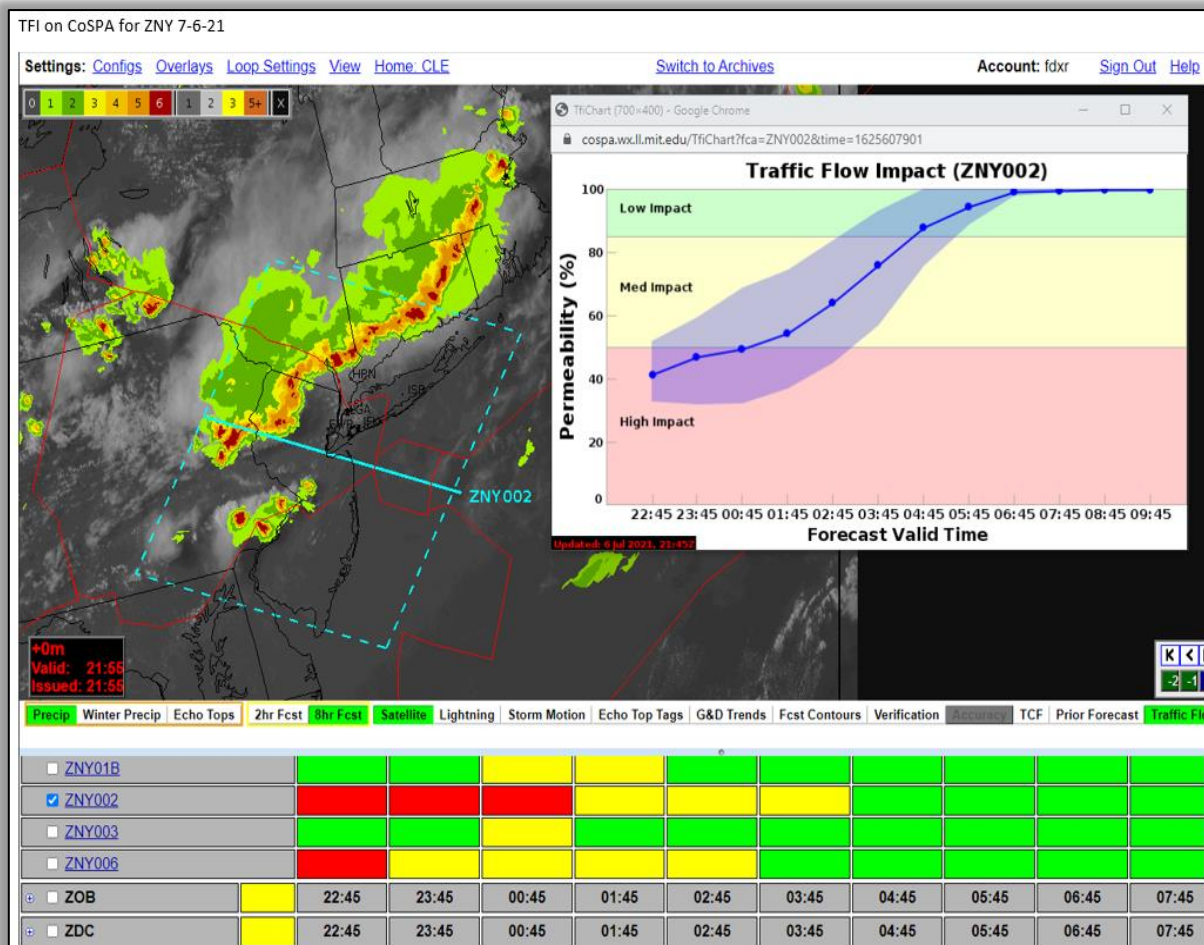 TFI on CoSPA for ZNY 7-6-21
Settings: Configs Overlays Loop Settings View Home: CLE Switch to Archives Account: fdxr Sign Out Help
0 1 2 3 4 5 6 1 2 3 5+ X
TfiChart (700×400) - Google Chrome
cospa.wx.ll.mit.edu/TfiChart?fca=ZNY002&time=1625607901
Traffic Flow Impact (ZNY002)
Permeability (%)
100
80
60
40
20
0
Low Impact
Med Impact
High Impact
22:45 23:45 00:45 01:45 02:45 03:45 04:45 05:45 06:45 07:45 08:45 09:45
Forecast Valid Time
Updated: 6 Jul 2021, 21:45Z
HPN
ISP
ZNY002
+0m
Valid: 21:55
Issued: 21:55
K <
-2 -1
Precip Winter Precip Echo Tops 2hr Fcst 8hr Fcst Satellite Lightning Storm Motion Echo Top Tags G&D Trends Fcst Contours Verification Accuracy TCF Prior Forecast Traffic Flo
ZNY01B
ZNY002
ZNY003
ZNY006
ZOB 22:45 23:45 00:45 01:45 02:45 03:45 04:45 05:45 06:45 07:45
ZDC 22:45 23:45 00:45 01:45 02:45 03:45 04:45 05:45 06:45 07:45